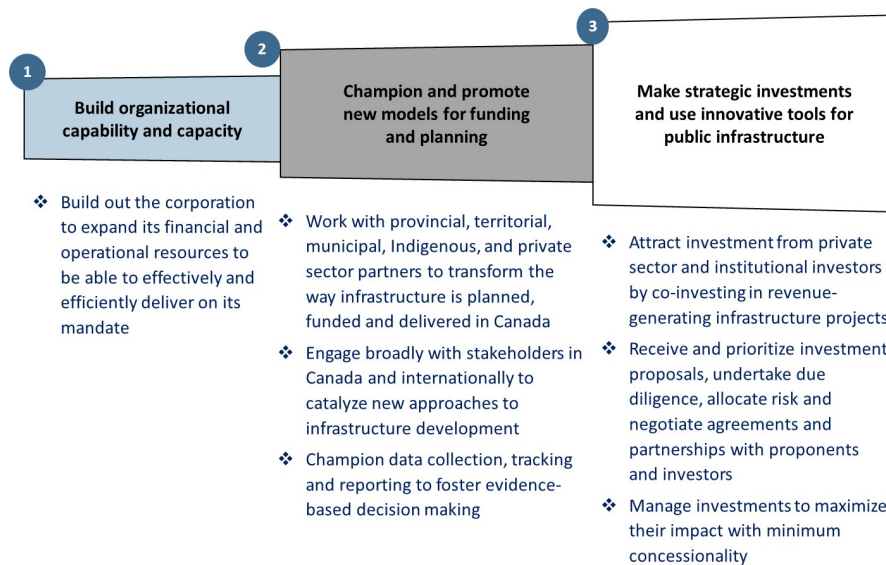 1
Build organizational
capability and capacity
❖ Build out the corporation
to expand its financial and
operational resources to
be able to effectively and
efficiently deliver on its
mandate
2
Champion and promote
new models for funding
and planning
❖ Work with provincial, territorial,
municipal, Indigenous, and private
sector partners to transform the
way infrastructure is planned,
funded and delivered in Canada
❖ Engage broadly with stakeholders in
Canada and internationally to
catalyze new approaches to
infrastructure development
❖ Champion data collection, tracking
and reporting to foster evidence-
based decision making
3
Make strategic investments
and use innovative tools for
public infrastructure
❖ Attract investment from private
sector and institutional investors
by co-investing in revenue-
generating infrastructure projects
❖ Receive and prioritize investment
proposals, undertake due
diligence, allocate risk and
negotiate agreements and
partnerships with proponents
and investors
❖ Manage investments to maximize
their impact with minimum
concessionality